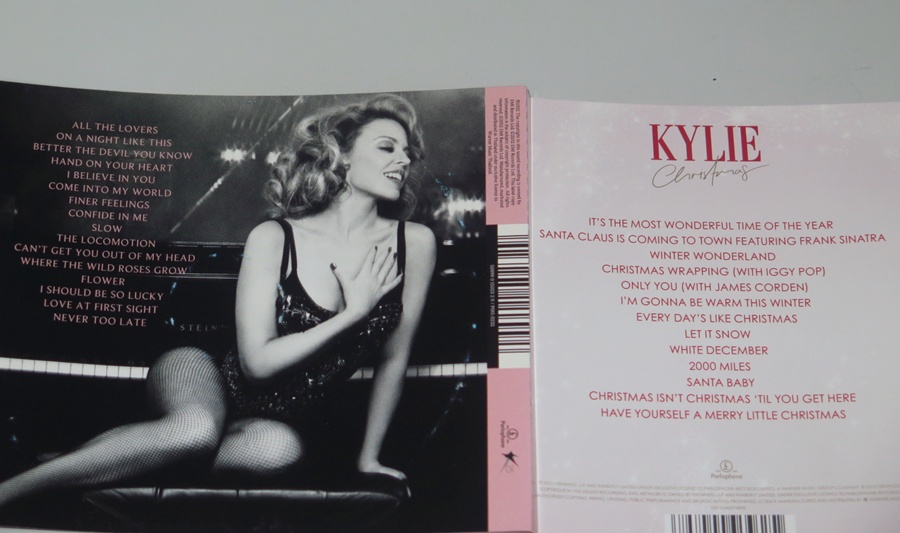 ALL THE LOVERS
ON A NIGHT LIKE THIS
BETTER THE DEVIL YOU KNOW
HAND ON YOUR HEART
I BELIEVE IN YOU
COME INTO MY WORLD
FINER FEELINGS
CONFIDE IN ME
SLOW
THE LOCOMOTION
CAN'T GET YOU OUT OF MY HEAD
WHERE THE WILD ROSES GROW
FLOWER
I SHOULD BE SO LUCKY
LOVE AT FIRST SIGHT
NEVER TOO LATE
STEIN
Parlophone
KYLIE
Christmas
IT'S THE MOST WONDERFUL TIME OF THE YEAR
SANTA CLAUS IS COMING TO TOWN FEATURING FRANK SINATRA
WINTER WONDERLAND
CHRISTMAS WRAPPING (WITH IGGY POP)
ONLY YOU (WITH JAMES CORDEN)
I'M GONNA BE WARM THIS WINTER
EVERY DAY'S LIKE CHRISTMAS
LET IT SNOW
WHITE DECEMBER
2000 MILES
SANTA BABY
CHRISTMAS ISN'T CHRISTMAS 'TIL YOU GET HERE
HAVE YOURSELF A MERRY LITTLE CHRISTMAS
Parlophone